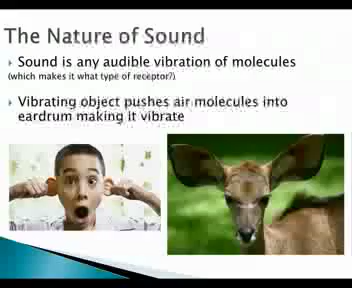 The Nature of Sound
Sound is any audible vibration of molecules
(which makes it what type of receptor?)
Vibrating object pushes air molecules into
eardrum making it vibrate